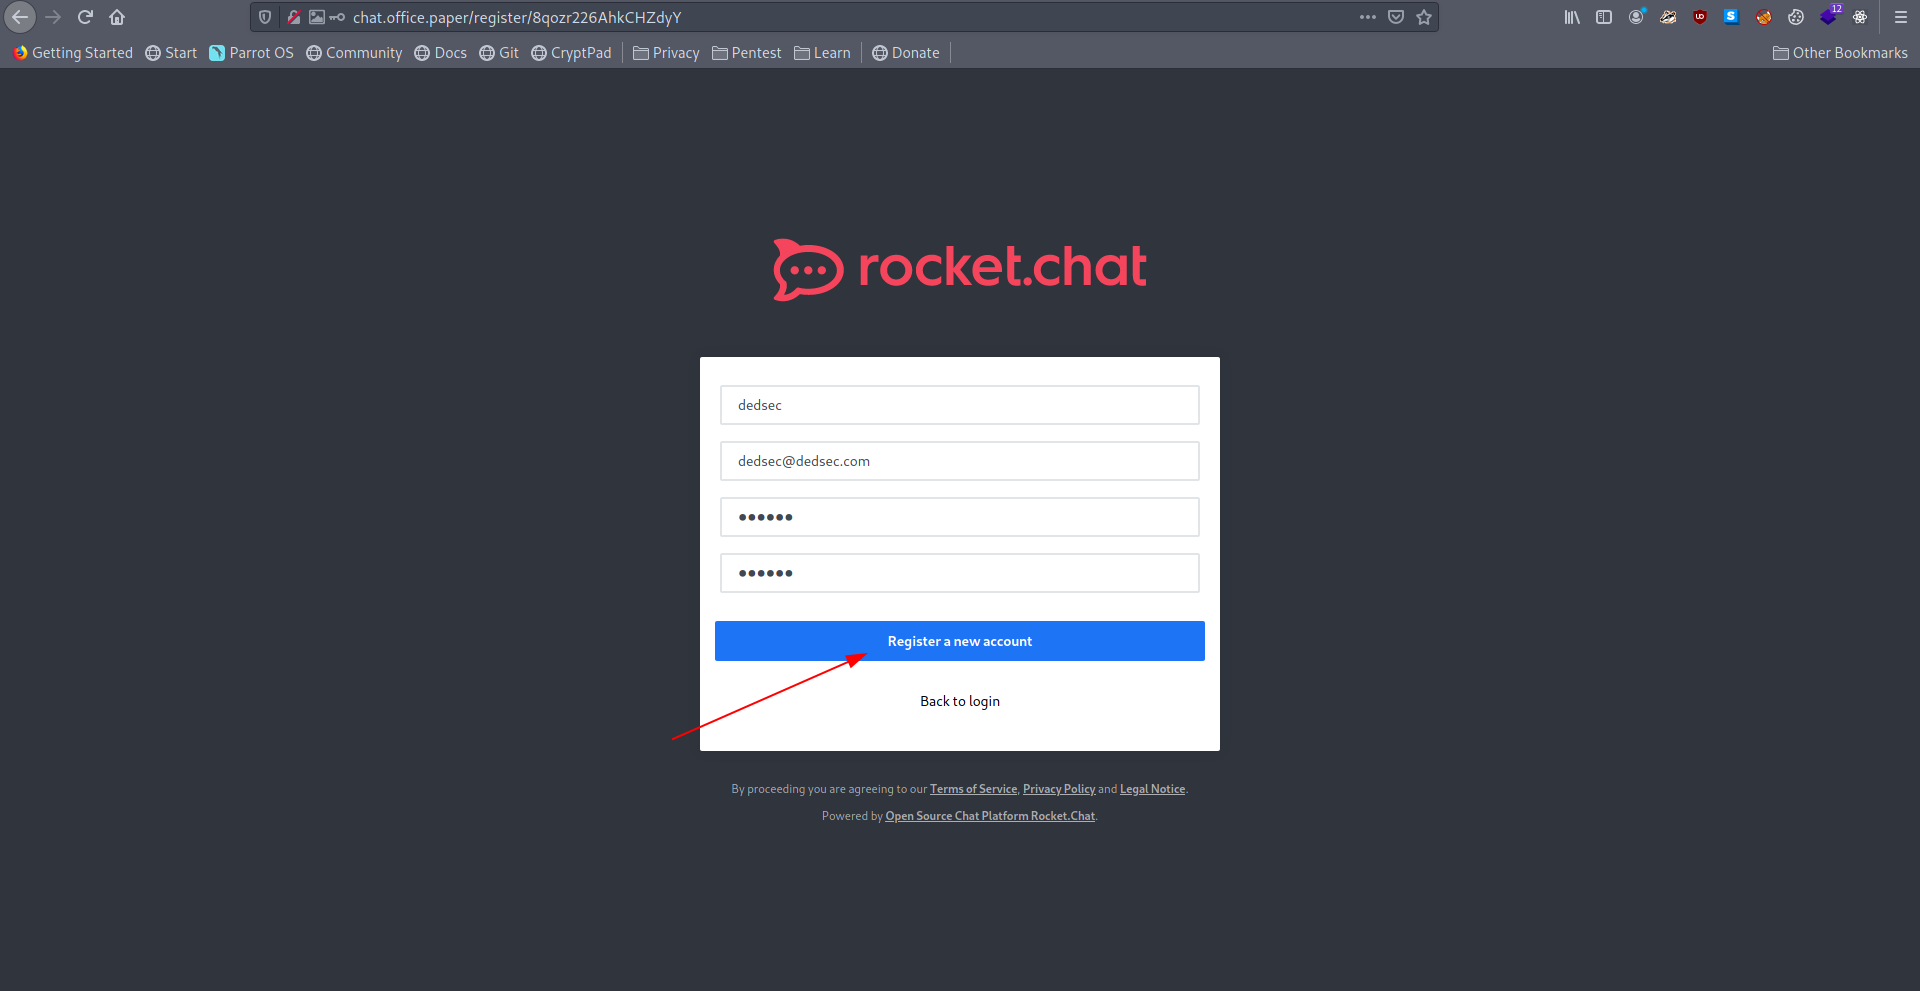 chat.office.paper/register/8qozr226AhkCHZdyY
12
Getting Started Start Parrot OS Community Docs Git CryptPad Privacy Pentest Learn Donate Other Bookmarks
rocket.chat
dedsec
dedsec@dedsec.com
••••••
••••••
Register a new account
Back to login
By proceeding you are agreeing to our Terms of Service, Privacy Policy and Legal Notice.
Powered by Open Source Chat Platform Rocket.Chat.